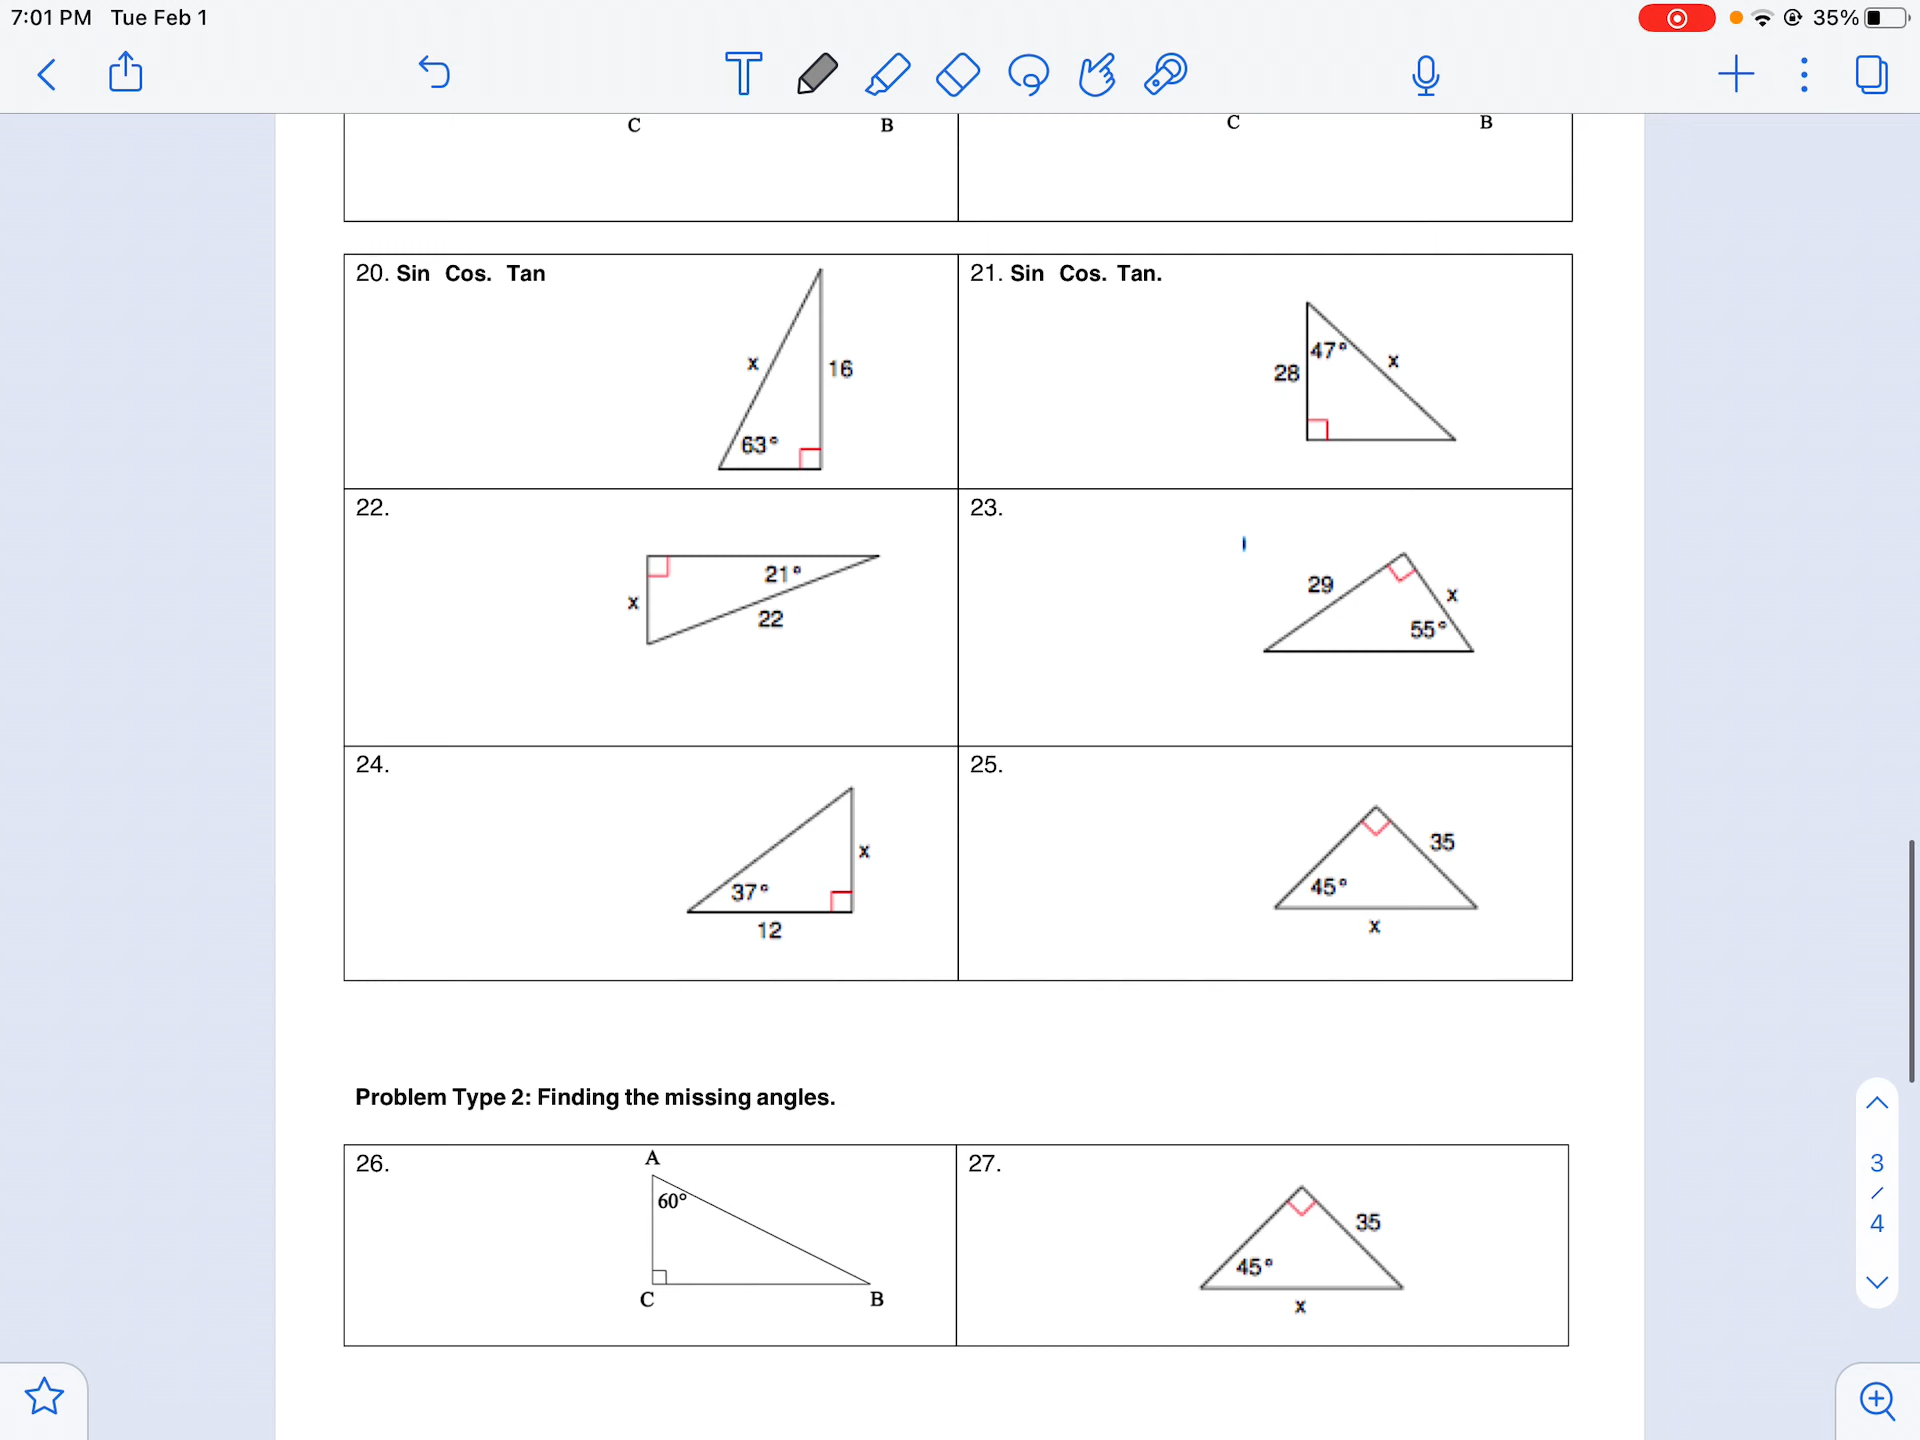 7:01 PM Tue Feb 1
35%
T
C B
C B
20. Sin Cos. Tan
x
16
63°
21. Sin Cos. Tan.
47°
x
28
22.
21°
x
22
23.
29
x
55°
24.
x
37°
12
25.
35
45°
x
Problem Type 2: Finding the missing angles.
26.
A
60°
C B
27.
35
45°
x
3
/
4